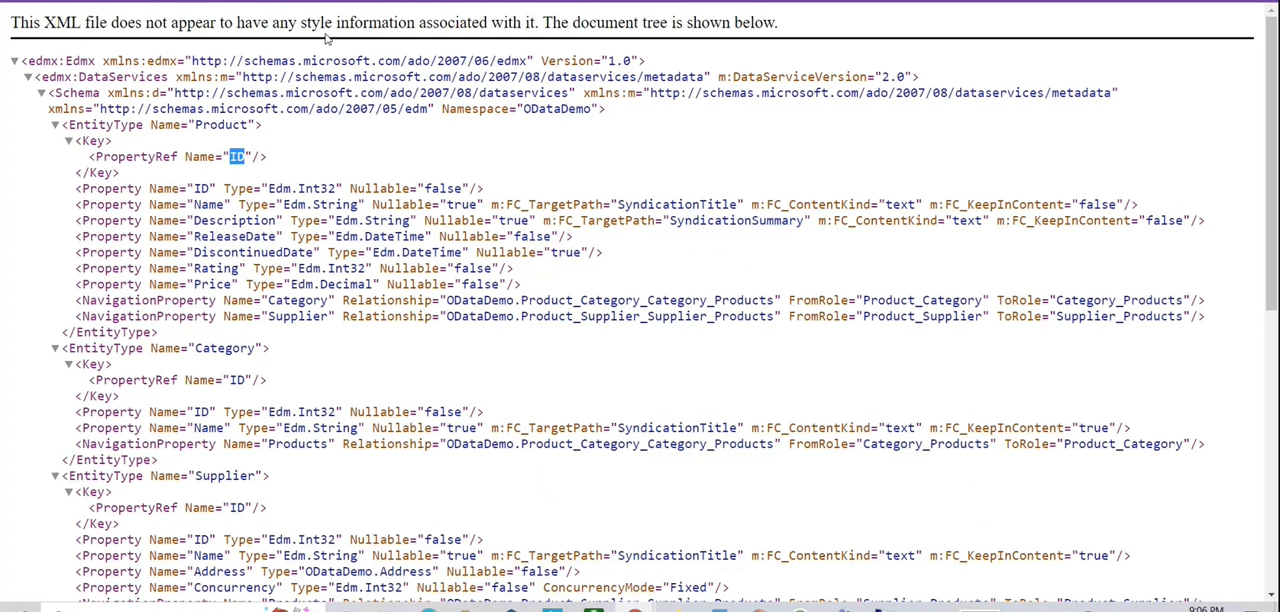 This XML file does not appear to have any style information associated with it. The document tree is shown below.
▼<edmx:Edmx xmlns:edmx="http://schemas.microsoft.com/ado/2007/06/edmx" Version="1.0">
▼<edmx:DataServices xmlns:m="http://schemas.microsoft.com/ado/2007/08/dataservices/metadata" m:DataServiceVersion="2.0">
▼<Schema xmlns:d="http://schemas.microsoft.com/ado/2007/08/dataservices" xmlns:m="http://schemas.microsoft.com/ado/2007/08/dataservices/metadata"
xmlns="http://schemas.microsoft.com/ado/2007/05/edm" Namespace="ODataDemo">
▼<EntityType Name="Product">
▼<Key>
<PropertyRef Name="ID"/>
</Key>
<Property Name="ID" Type="Edm.Int32" Nullable="false"/>
<Property Name="Name" Type="Edm.String" Nullable="true" m:FC_TargetPath="SyndicationTitle" m:FC_ContentKind="text" m:FC_KeepInContent="false"/>
<Property Name="Description" Type="Edm.String" Nullable="true" m:FC_TargetPath="SyndicationSummary" m:FC_ContentKind="text" m:FC_KeepInContent="false"/>
<Property Name="ReleaseDate" Type="Edm.DateTime" Nullable="false"/>
<Property Name="DiscontinuedDate" Type="Edm.DateTime" Nullable="true"/>
<Property Name="Rating" Type="Edm.Int32" Nullable="false"/>
<Property Name="Price" Type="Edm.Decimal" Nullable="false"/>
<NavigationProperty Name="Category" Relationship="ODataDemo.Product_Category_Category_Products" FromRole="Product_Category" ToRole="Category_Products"/>
<NavigationProperty Name="Supplier" Relationship="ODataDemo.Product_Supplier_Supplier_Products" FromRole="Product_Supplier" ToRole="Supplier_Products"/>
</EntityType>
▼<EntityType Name="Category">
▼<Key>
<PropertyRef Name="ID"/>
</Key>
<Property Name="ID" Type="Edm.Int32" Nullable="false"/>
<Property Name="Name" Type="Edm.String" Nullable="true" m:FC_TargetPath="SyndicationTitle" m:FC_ContentKind="text" m:FC_KeepInContent="true"/>
<NavigationProperty Name="Products" Relationship="ODataDemo.Product_Category_Category_Products" FromRole="Category_Products" ToRole="Product_Category"/>
</EntityType>
▼<EntityType Name="Supplier">
▼<Key>
<PropertyRef Name="ID"/>
</Key>
<Property Name="ID" Type="Edm.Int32" Nullable="false"/>
<Property Name="Name" Type="Edm.String" Nullable="true" m:FC_TargetPath="SyndicationTitle" m:FC_ContentKind="text" m:FC_KeepInContent="true"/>
<Property Name="Address" Type="ODataDemo.Address" Nullable="false"/>
<Property Name="Concurrency" Type="Edm.Int32" Nullable="false" ConcurrencyMode="Fixed"/>
9:06 PM